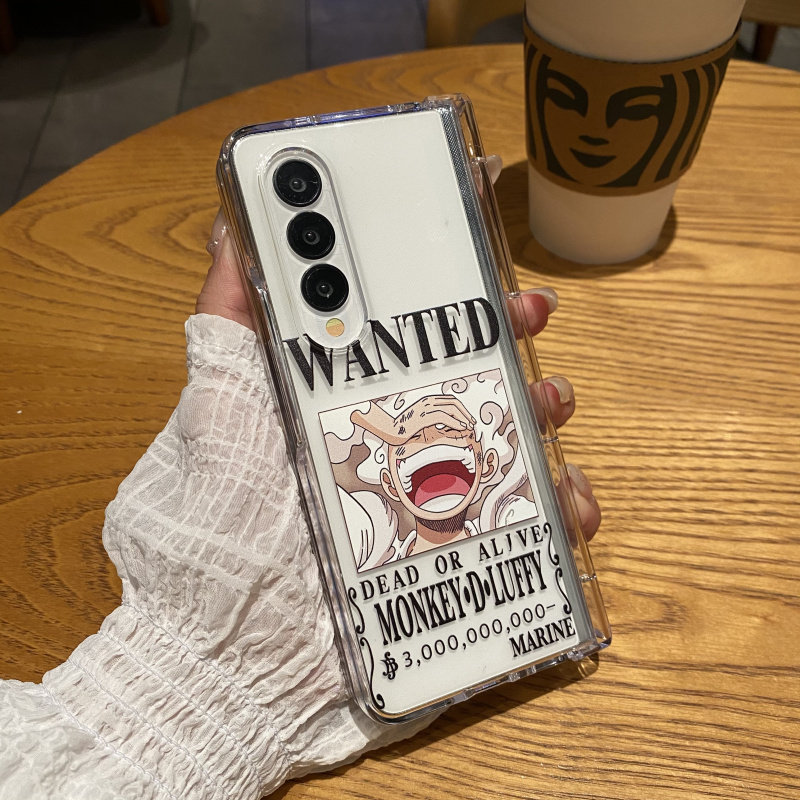 WANTED
DEAD OR ALIVE
MONKEY•D•LUFFY
฿3,000,000,000-
MARINE